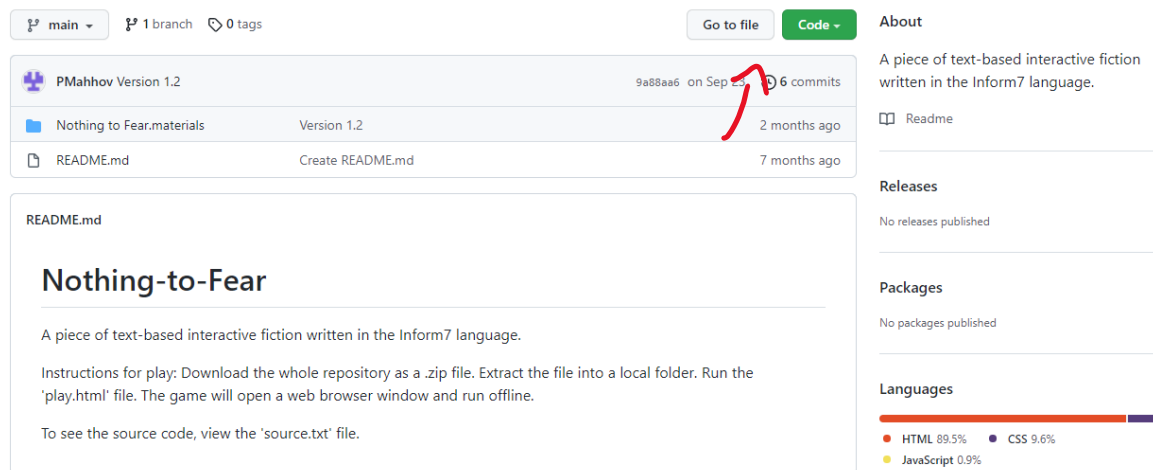 main
1 branch
0 tags
Go to file
Code
PMahhov Version 1.2
9a88aa6 on Sep 23
6 commits
Nothing to Fear.materials
Version 1.2
2 months ago
README.md
Create README.md
7 months ago
README.md
Nothing-to-Fear
A piece of text-based interactive fiction written in the Inform7 language.
Instructions for play: Download the whole repository as a .zip file. Extract the file into a local folder. Run the
'play.html' file. The game will open a web browser window and run offline.
To see the source code, view the 'source.txt' file.
About
A piece of text-based interactive fiction
written in the Inform7 language.
Readme
Releases
No releases published
Packages
No packages published
Languages
HTML 89.5%
CSS 9.6%
JavaScript 0.9%